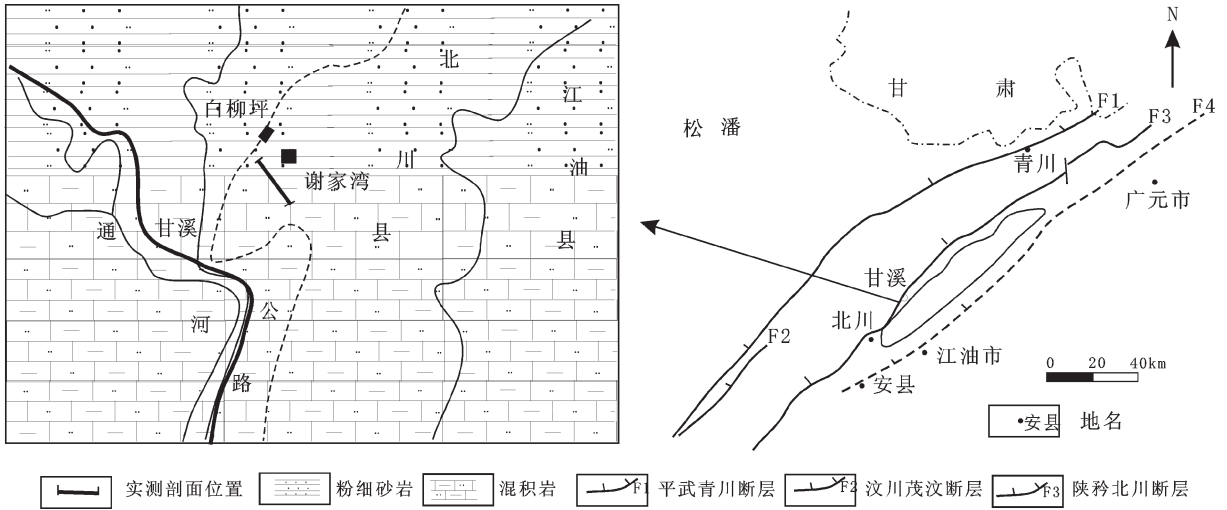 北
江
白柳坪
川
油
谢家湾
通
甘溪
县
县
河
公
路
N
甘 肃
F1
F3
F4
松 潘
青川
广元市
甘溪
北川
F2
江油市
安县
0 20 40km
安县 地名
实测剖面位置
粉细砂岩
混积岩
F1 平武青川断层
F2 汶川茂汶断层
F3 陕矜北川断层